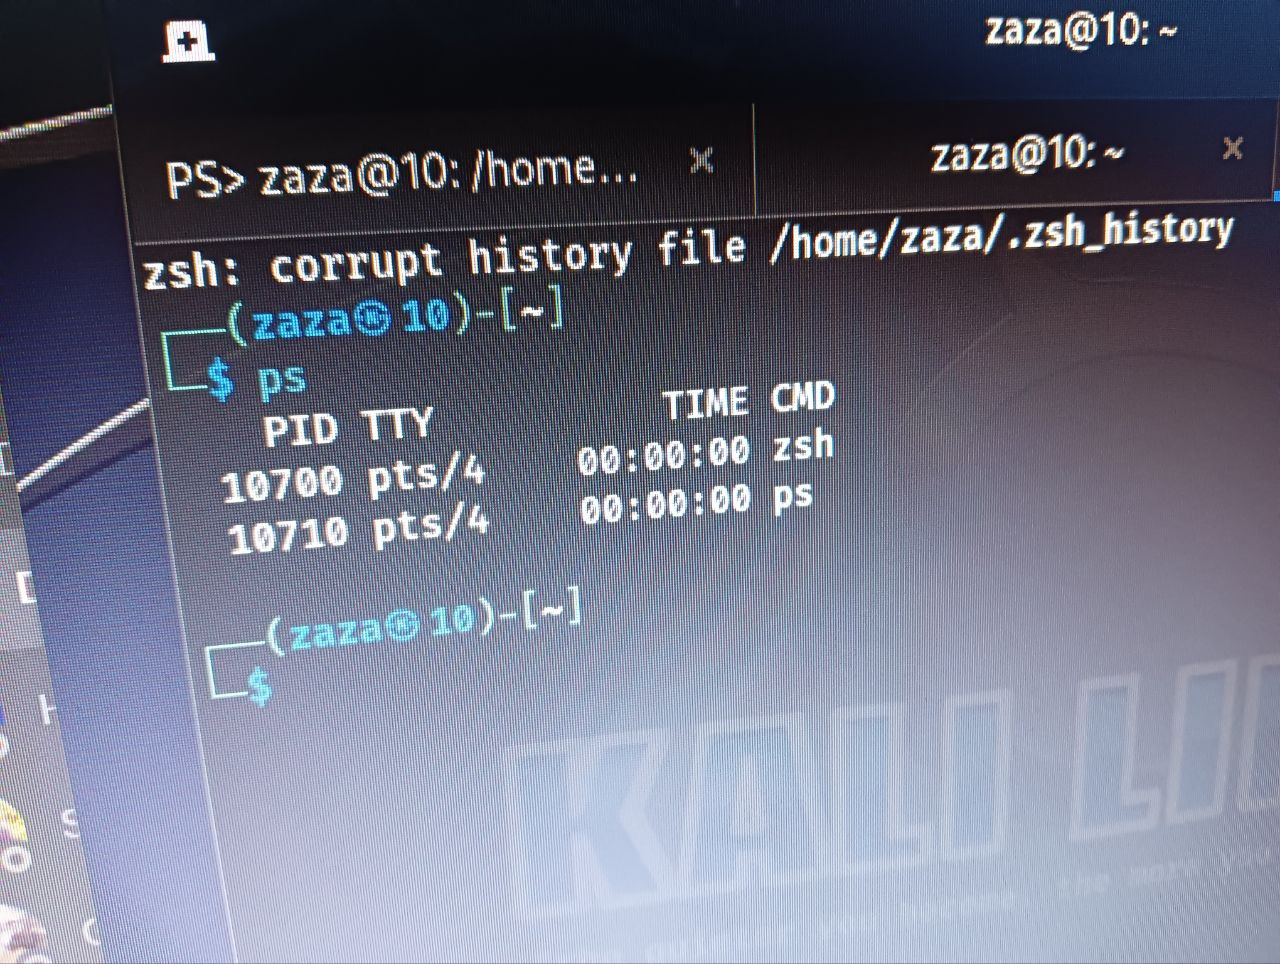 zaza@10: ~
PS> zaza@10: /home...
zaza@10: ~
zsh: corrupt history file /home/zaza/.zsh_history
┌──(zaza㉿10)-[~]
└─$ ps
PID TTY TIME CMD
10700 pts/4 00:00:00 zsh
10710 pts/4 00:00:00 ps
┌──(zaza㉿10)-[~]
└─$
KALI